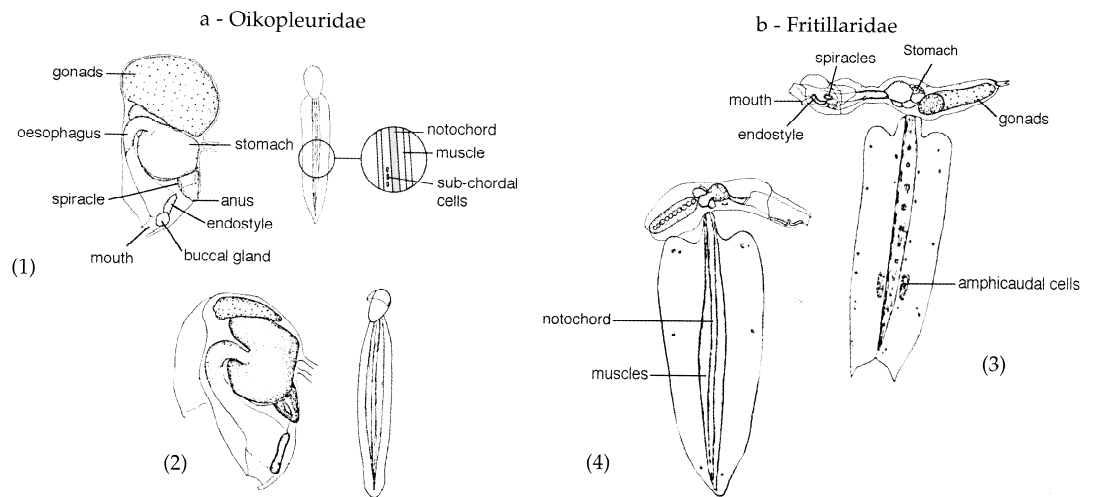 a - Oikopleuridae
gonads
oesophagus
stomach
spiracle
anus
endostyle
mouth
buccal gland
notochord
muscle
sub-chordal
cells
(1)
(2)
b - Fritillaridae
spiracles
Stomach
mouth
endostyle
gonads
amphicaudal cells
(3)
notochord
muscles
(4)